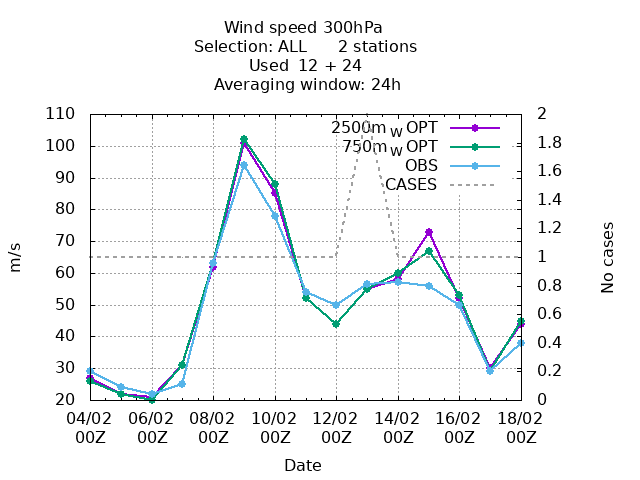 Wind speed 300hPa
Selection: ALL 2 stations
Used 12 + 24
Averaging window: 24h
110
100
90
80
70
60
50
40
30
20
m/s
2500m W OPT
750m W OPT
OBS
CASES
2
1.8
1.6
1.4
1.2
1
0.8
0.6
0.4
0.2
0
No cases
04/02 06/02 08/02 10/02 12/02 14/02 16/02 18/02
00Z 00Z 00Z 00Z 00Z 00Z 00Z 00Z
Date